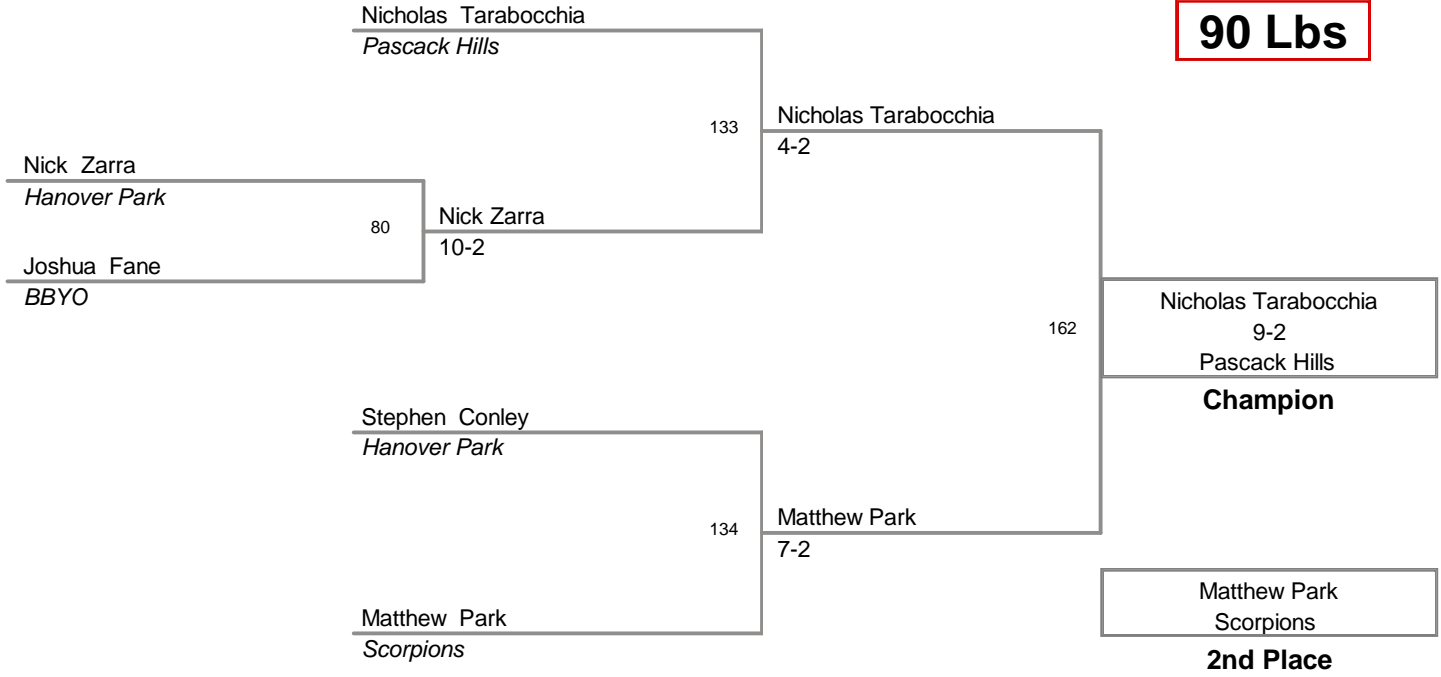 Nicholas Tarabocchia
Pascack Hills
90 Lbs
133
Nicholas Tarabocchia
4-2
Nick Zarra
Hanover Park
80
Nick Zarra
10-2
Joshua Fane
BBYO
162
Nicholas Tarabocchia
9-2
Pascack Hills
Champion
Stephen Conley
Hanover Park
134
Matthew Park
7-2
Matthew Park
Scorpions
Matthew Park
Scorpions
2nd Place